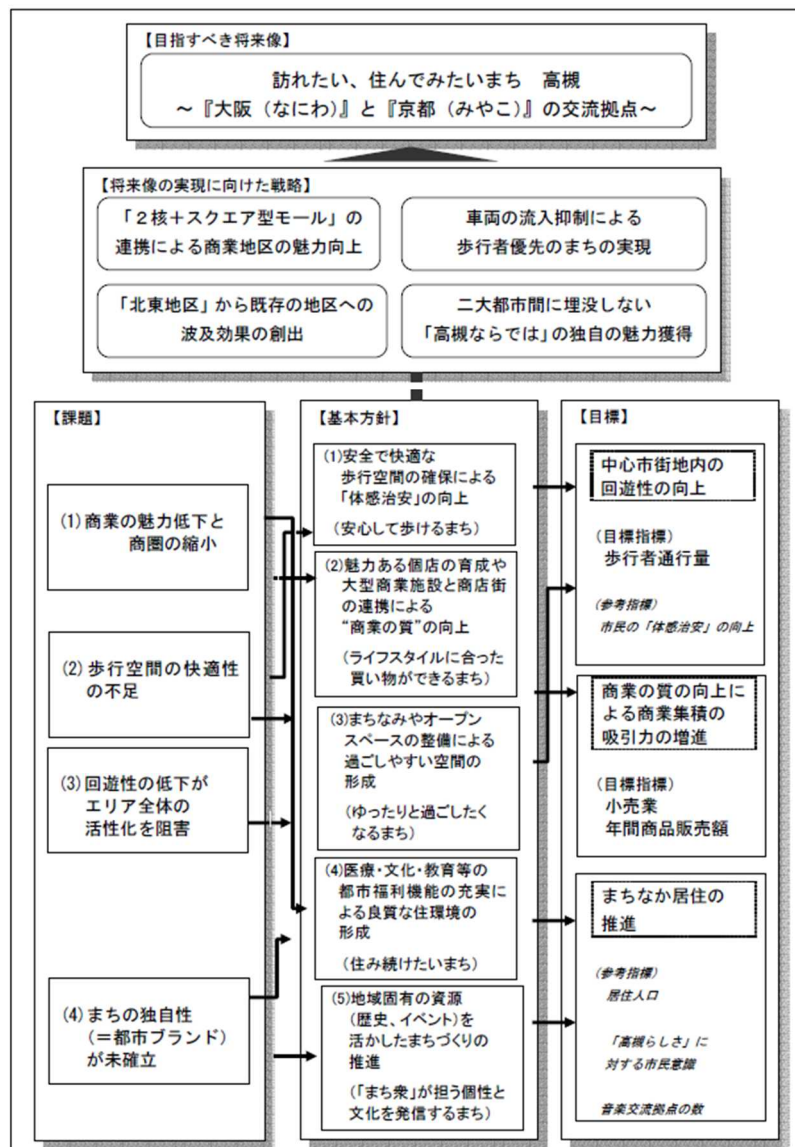 【目指すべき将来像】
訪れたい、住んでみたいまち　高槻
～『大阪（なにわ）』と『京都（みやこ）』の交流拠点～
【将来像の実現に向けた戦略】
「２核＋スクエア型モール」の
連携による商業地区の魅力向上
車両の流入抑制による
歩行者優先のまちの実現
「北東地区」から既存の地区への
波及効果の創出
二大都市間に埋没しない
「高槻ならでは」の独自の魅力獲得
【課題】
(1)商業の魅力低下と
商圏の縮小
(2)歩行空間の快適性
の不足
(3)回遊性の低下が
エリア全体の
活性化を阻害
(4)まちの独自性
（＝都市ブランド）
が未確立
【基本方針】
(1)安全で快適な
歩行空間の確保による
「体感治安」の向上
（安心して歩けるまち）
(2)魅力ある個店の育成や
大型商業施設と商店街
の連携による
“商業の質”の向上
（ライフスタイルに合った
買い物ができるまち）
(3)まちなみやオープン
スペースの整備による
過ごしやすい空間の
形成
（ゆったりと過ごしたく
なるまち）
(4)医療・文化・教育等の
都市福利機能の充実
による良質な住環境の
形成
（住み続けたいまち）
(5)地域固有の資源
（歴史、イベント）を
活かしたまちづくりの
推進
（「まち衆」が担う個性と
文化を発信するまち）
【目標】
中心市街地内の
回遊性の向上
（目標指標）
歩行者通行量
（参考指標）
市民の「体感治安」の向上
商業の質の向上に
よる商業集積の
吸引力の増進
（目標指標）
小売業
年間商品販売額
まちなか居住の
推進
（参考指標）
居住人口
「高槻らしさ」に
対する市民意識
音楽交流拠点の数